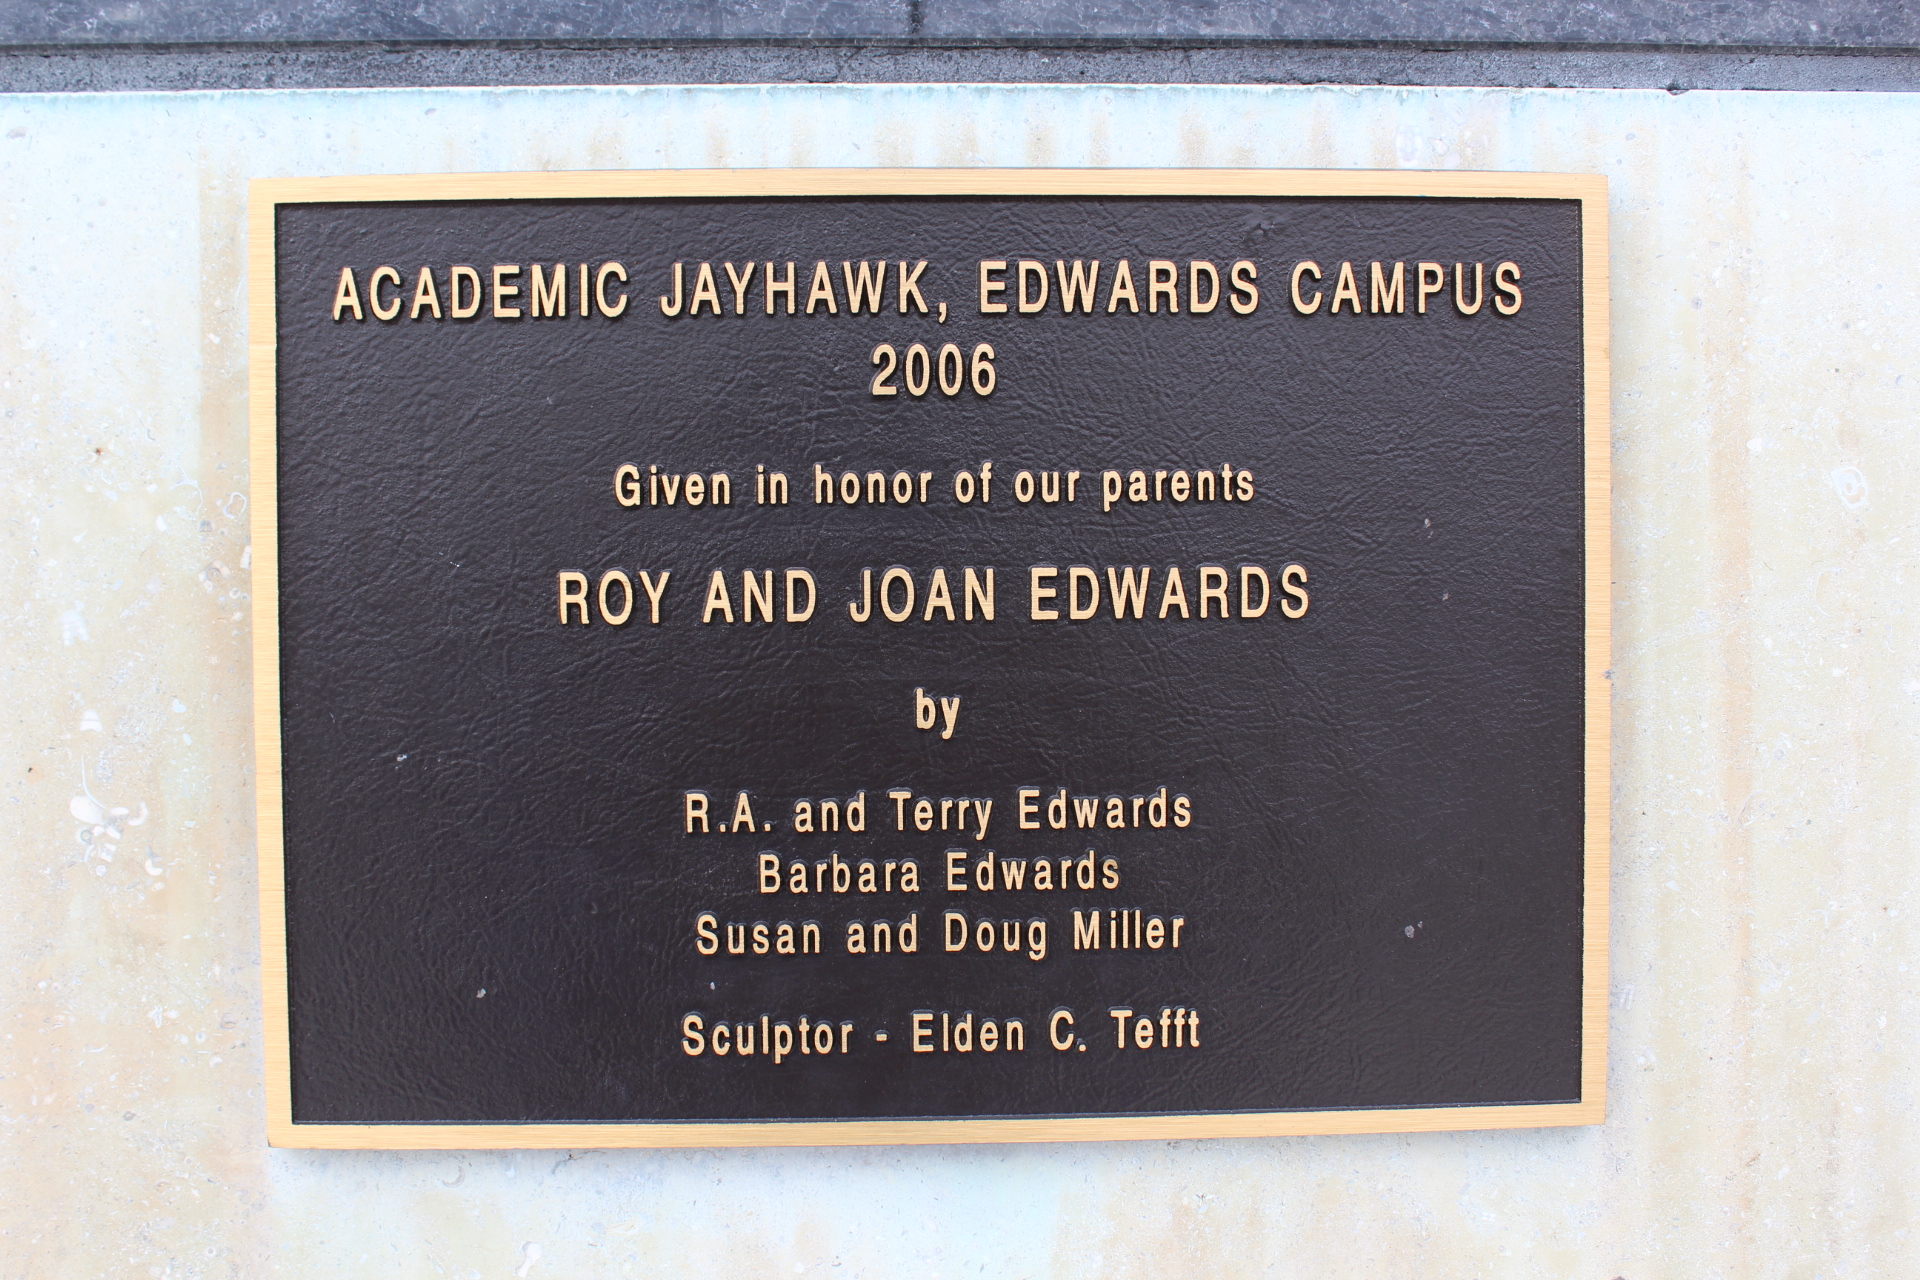 ACADEMIC JAYHAWK, EDWARDS CAMPUS
2006
Given in honor of our parents
ROY AND JOAN EDWARDS
by
R.A. and Terry Edwards
Barbara Edwards
Susan and Doug Miller
Sculptor - Elden C. Tefft